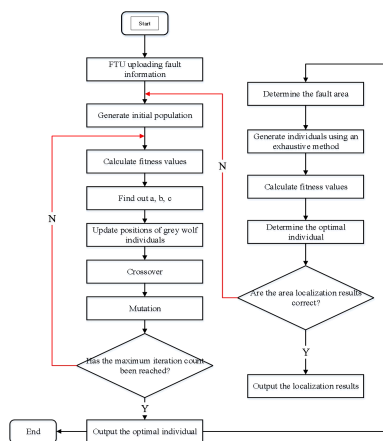 Start
FTU uploading fault
information
Generate initial population
Calculate fitness values
Find out a, b, c
Update positions of grey wolf
individuals
Crossover
Mutation
Has the maximum iteration count
been reached?
N
Y
Output the optimal individual
End
Determine the fault area
Generate individuals using an
exhaustive method
Calculate fitness values
Determine the optimal
individual
Are the area localization results
correct?
N
Y
Output the localization results